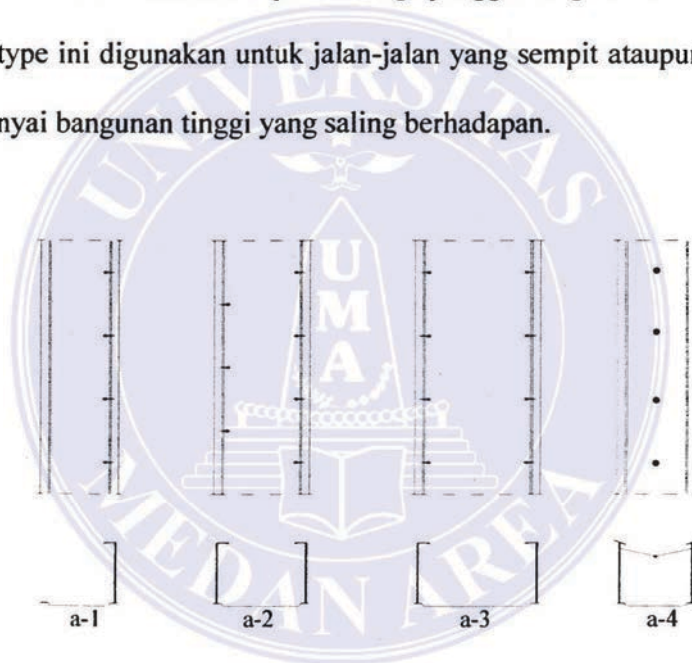 type ini digunakan untuk jalan-jalan yang sempit ataupun
nyai bangunan tinggi yang saling berhadapan.
UNIVERSITAS
UMA
MEDAN AREA
a-1 a-2 a-3 a-4